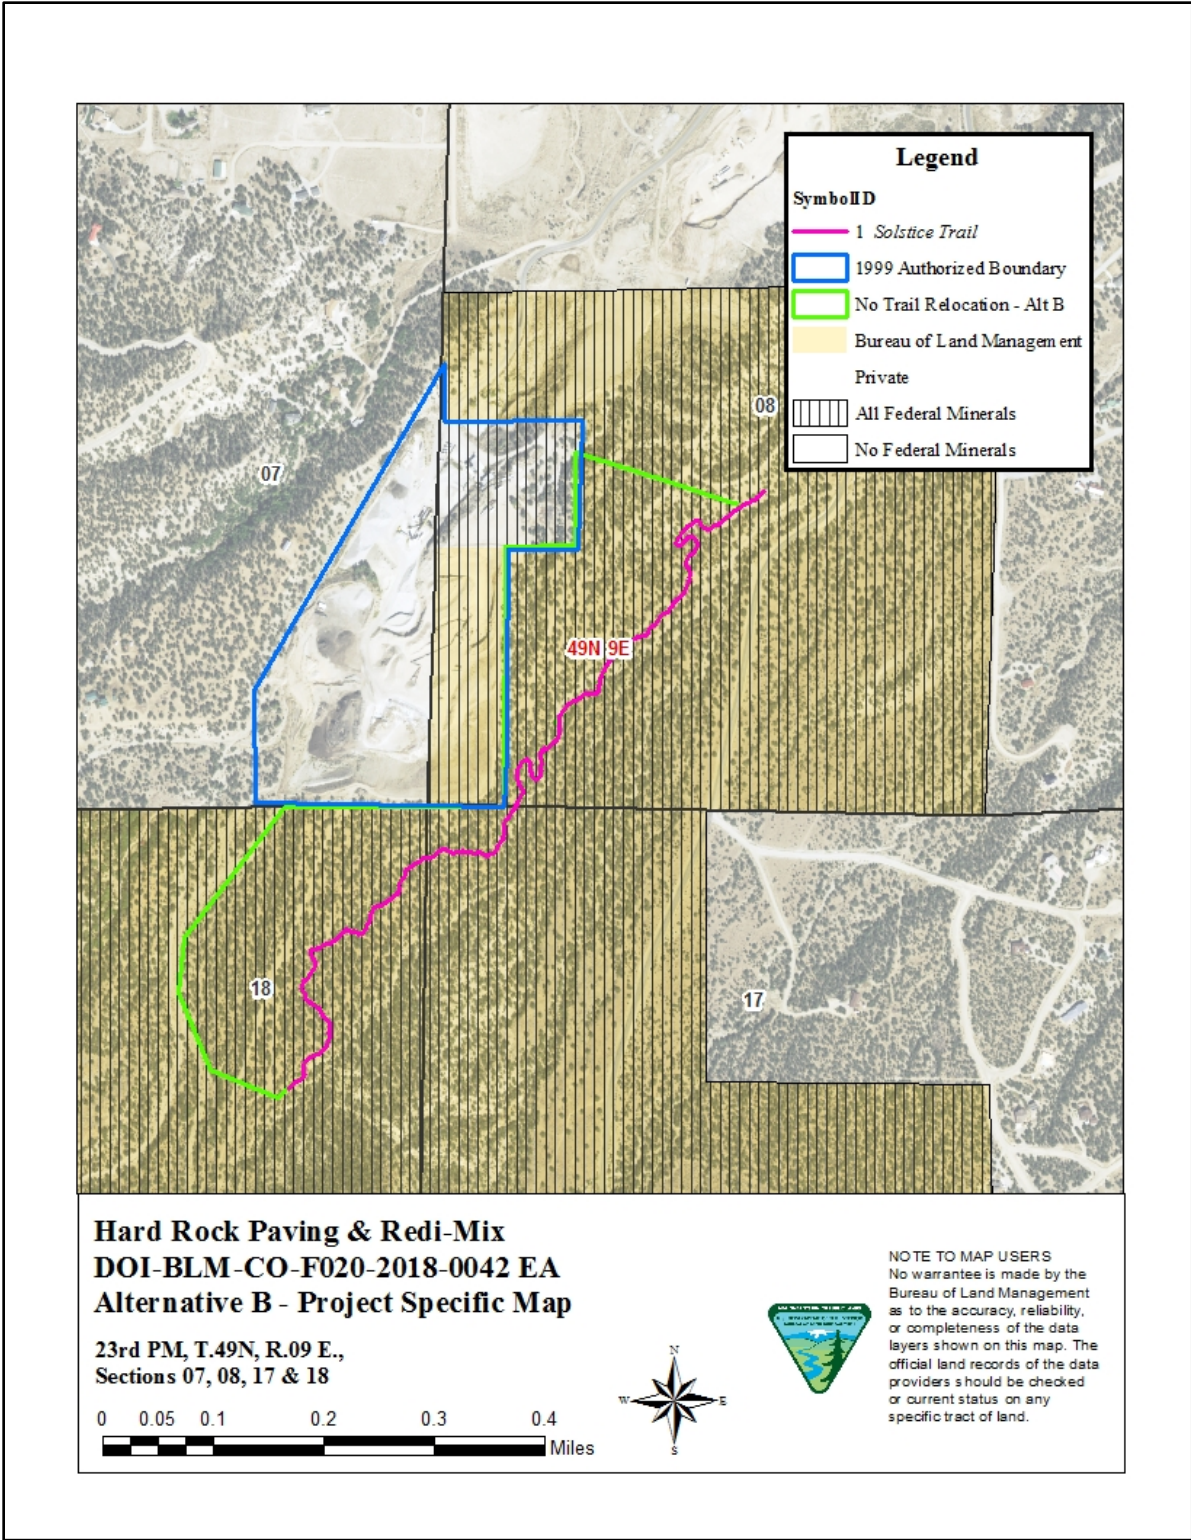 Legend
SymbolID
1 Solstice Trail
1999 Authorized Boundary
No Trail Relocation - Alt B
Bureau of Land Management
Private
All Federal Minerals
No Federal Minerals
08
07
49N 9E
18
17
Hard Rock Paving & Redi-Mix
DOI-BLM-CO-F020-2018-0042 EA
Alternative B - Project Specific Map
23rd PM, T.49N, R.09 E.,
Sections 07, 08, 17 & 18
0 0.05 0.1 0.2 0.3 0.4
Miles
N
W E
S
NOTE TO MAP USERS
No warrantee is made by the
Bureau of Land Management
as to the accuracy, reliability,
or completeness of the data
layers shown on this map. The
official land records of the data
providers should be checked
or current status on any
specific tract of land.